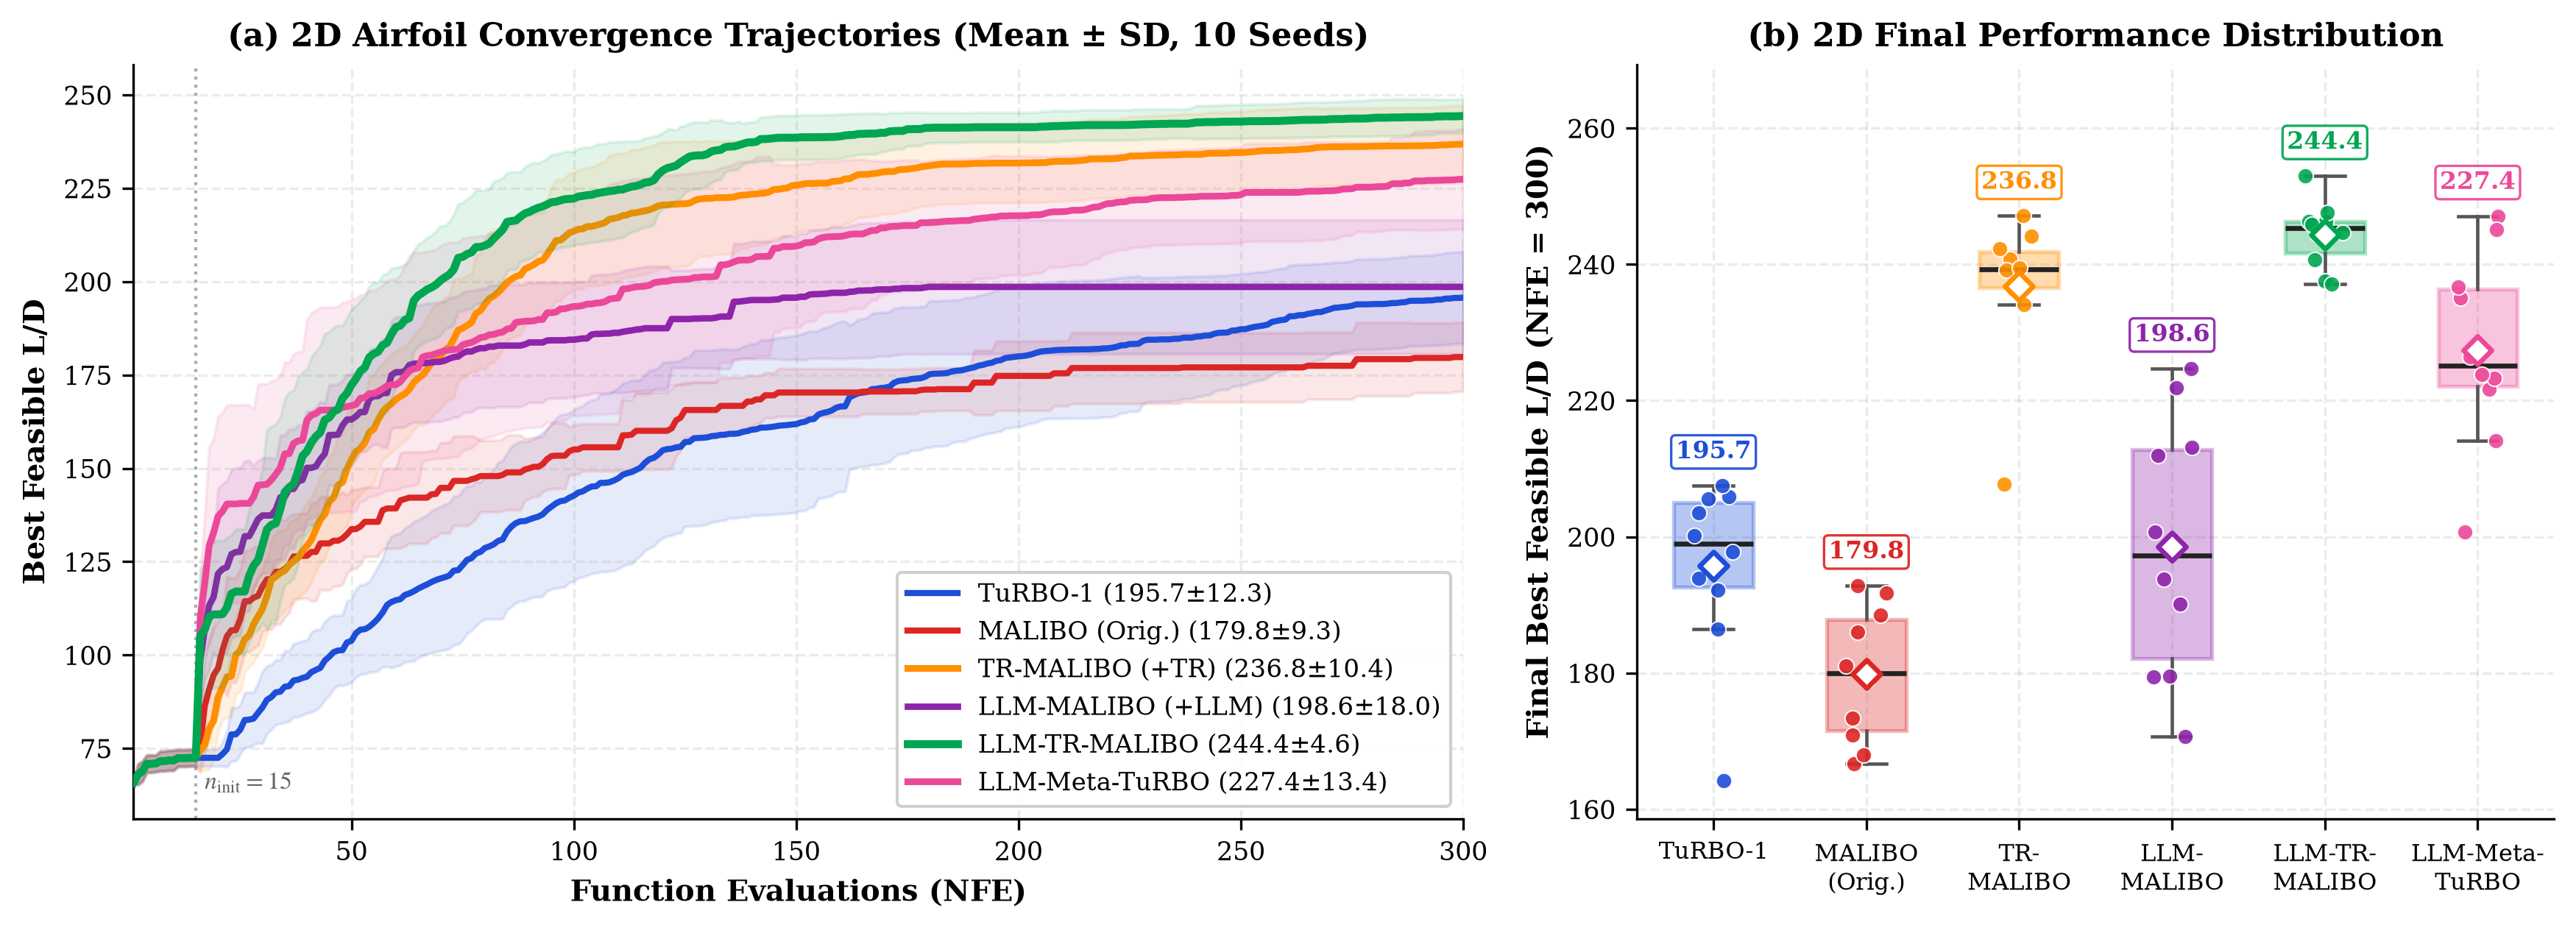 (a) 2D Airfoil Convergence Trajectories (Mean ± SD, 10 Seeds)
Best Feasible L/D
250
225
200
175
150
125
100
75
n_init = 15
50
100
150
200
250
300
Function Evaluations (NFE)
TuRBO-1 (195.7±12.3)
MALIBO (Orig.) (179.8±9.3)
TR-MALIBO (+TR) (236.8±10.4)
LLM-MALIBO (+LLM) (198.6±18.0)
LLM-TR-MALIBO (244.4±4.6)
LLM-Meta-TuRBO (227.4±13.4)
(b) 2D Final Performance Distribution
Final Best Feasible L/D (NFE = 300)
260
240
220
200
180
160
195.7
179.8
236.8
198.6
244.4
227.4
TuRBO-1
MALIBO
(Orig.)
TR-
MALIBO
LLM-
MALIBO
LLM-TR-
MALIBO
LLM-Meta-
TuRBO